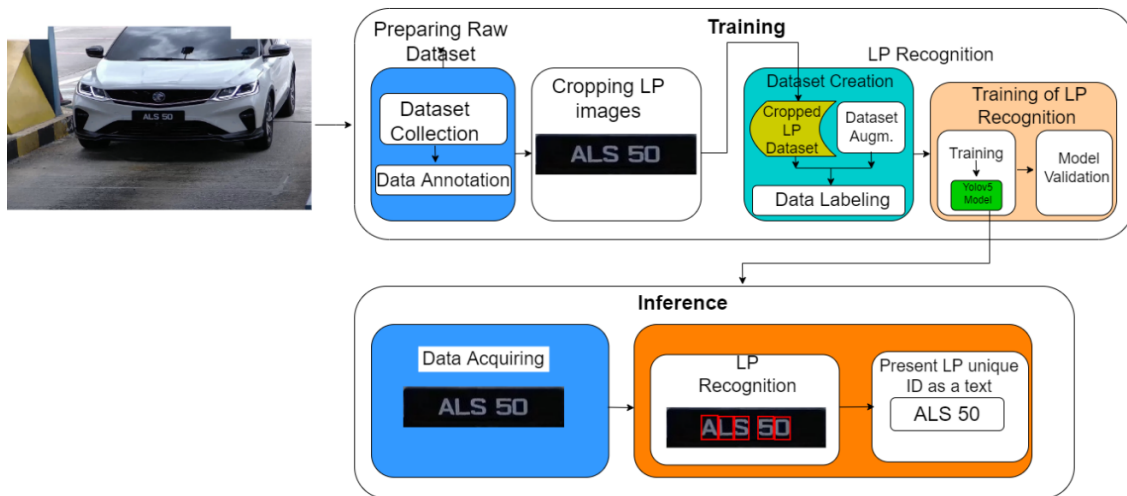 ALS 50
Training
Preparing Raw
Dataset
Dataset
Collection
Data Annotation
Cropping LP
images
ALS 50
LP Recognition
Dataset Creation
Cropped
LP
Dataset
Dataset
Augm.
Data Labeling
Training of LP
Recognition
Training
Yolov5
Model
Model
Validation
Inference
Data Acquiring
ALS 50
LP
Recognition
ALS 50
Present LP unique
ID as a text
ALS 50